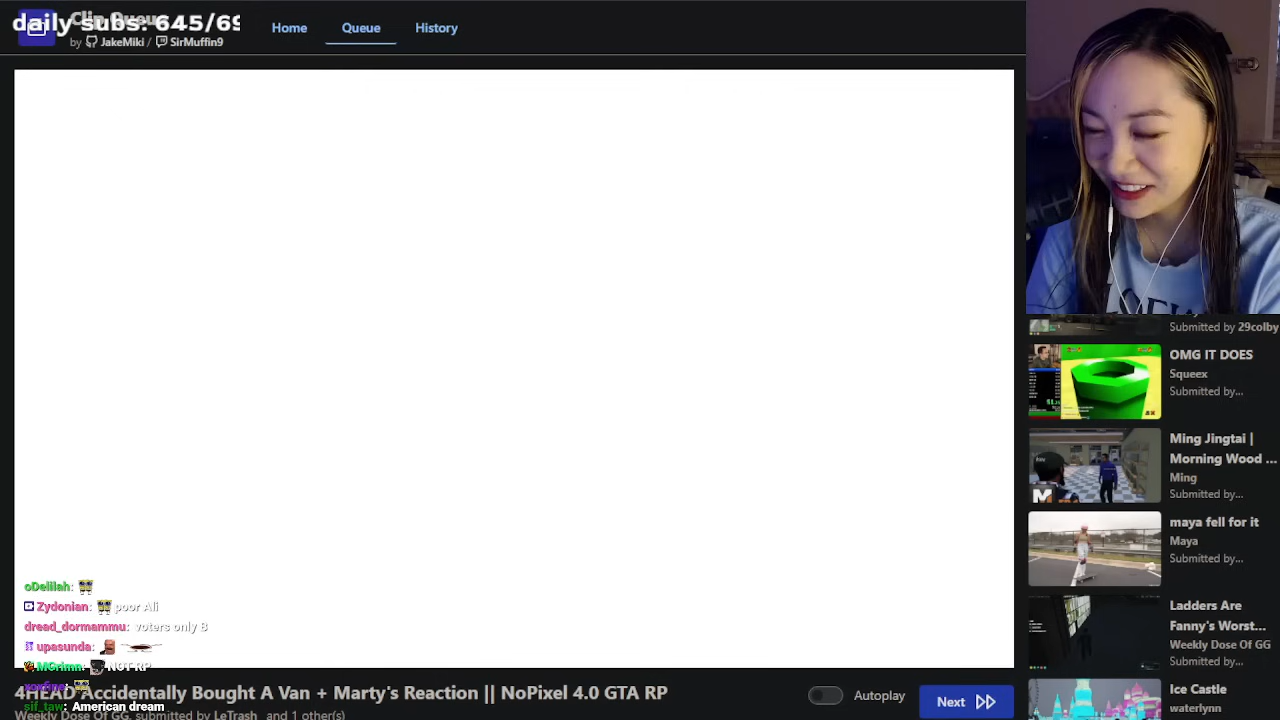 daily subs: 645/69
Clip Queue
by JakeMiki / SirMuffin9
Home
Queue
History
oDelilah:
Zydonian: poor Ali
dread_dormammu: voters only 8
upasunda:
MGrimn: NOT RP
sif_taw: American dream
4HEAD Accidentally Bought A Van + Marty's Reaction || NoPixel 4.0 GTA RP
Weekly Dose Of GG, submitted by LeTrash, and 1 other(s)
Autoplay
Next
Submitted by 29colby
OMG IT DOES
Squeex
Submitted by...
Ming Jingtai |
Morning Wood ...
Ming
Submitted by...
maya fell for it
Maya
Submitted by...
Ladders Are
Fanny's Worst...
Weekly Dose Of GG
Submitted by...
Ice Castle
waterlynn